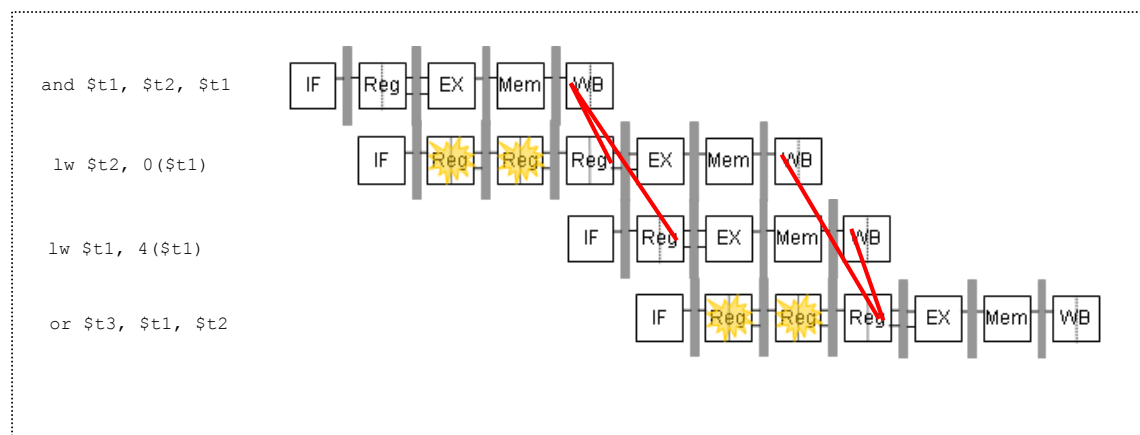 and $t1, $t2, $t1 IF Reg EX Mem WB
lw $t2, 0($t1) IF Reg Reg Reg EX Mem WB
lw $t1, 4($t1) IF Reg EX Mem WB
or $t3, $t1, $t2 IF Reg Reg Reg EX Mem WB